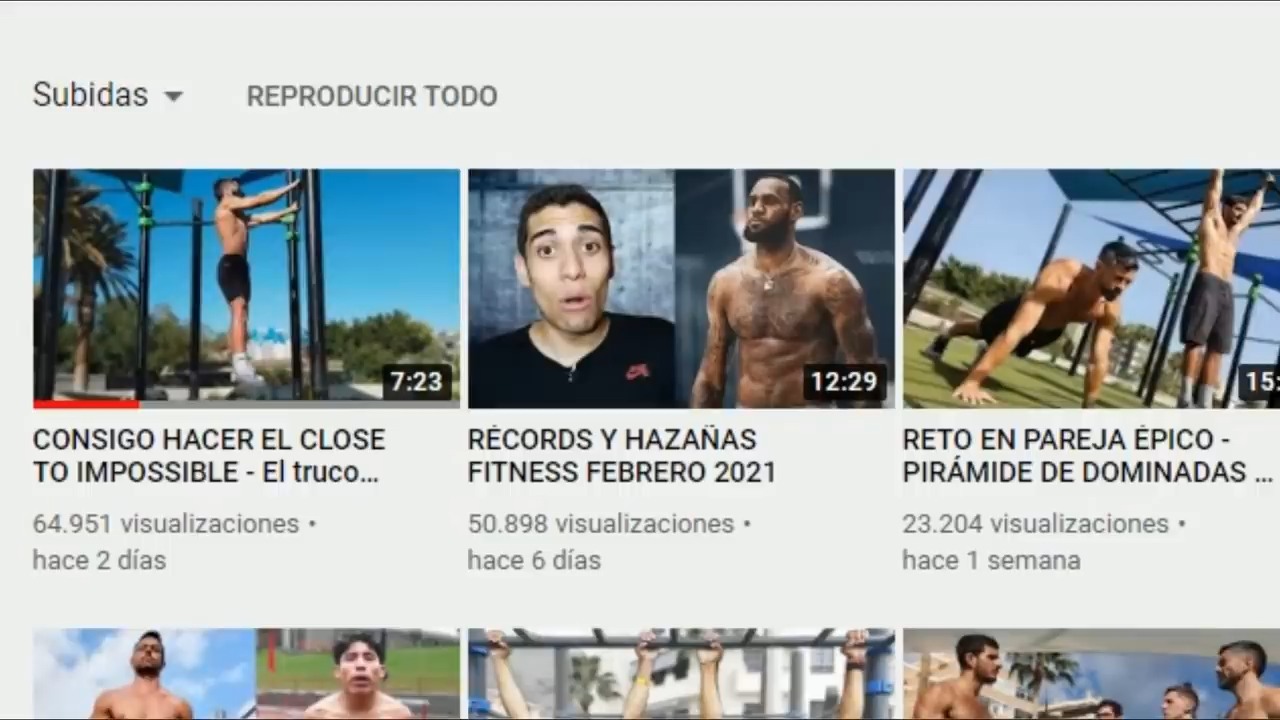 Subidas
REPRODUCIR TODO
7:23
12:29
15:
CONSIGO HACER EL CLOSE
TO IMPOSSIBLE - El truco...
64.951 visualizaciones •
hace 2 días
RÉCORDS Y HAZAÑAS
FITNESS FEBRERO 2021
50.898 visualizaciones •
hace 6 días
RETO EN PAREJA ÉPICO -
PIRÁMIDE DE DOMINADAS ...
23.204 visualizaciones •
hace 1 semana